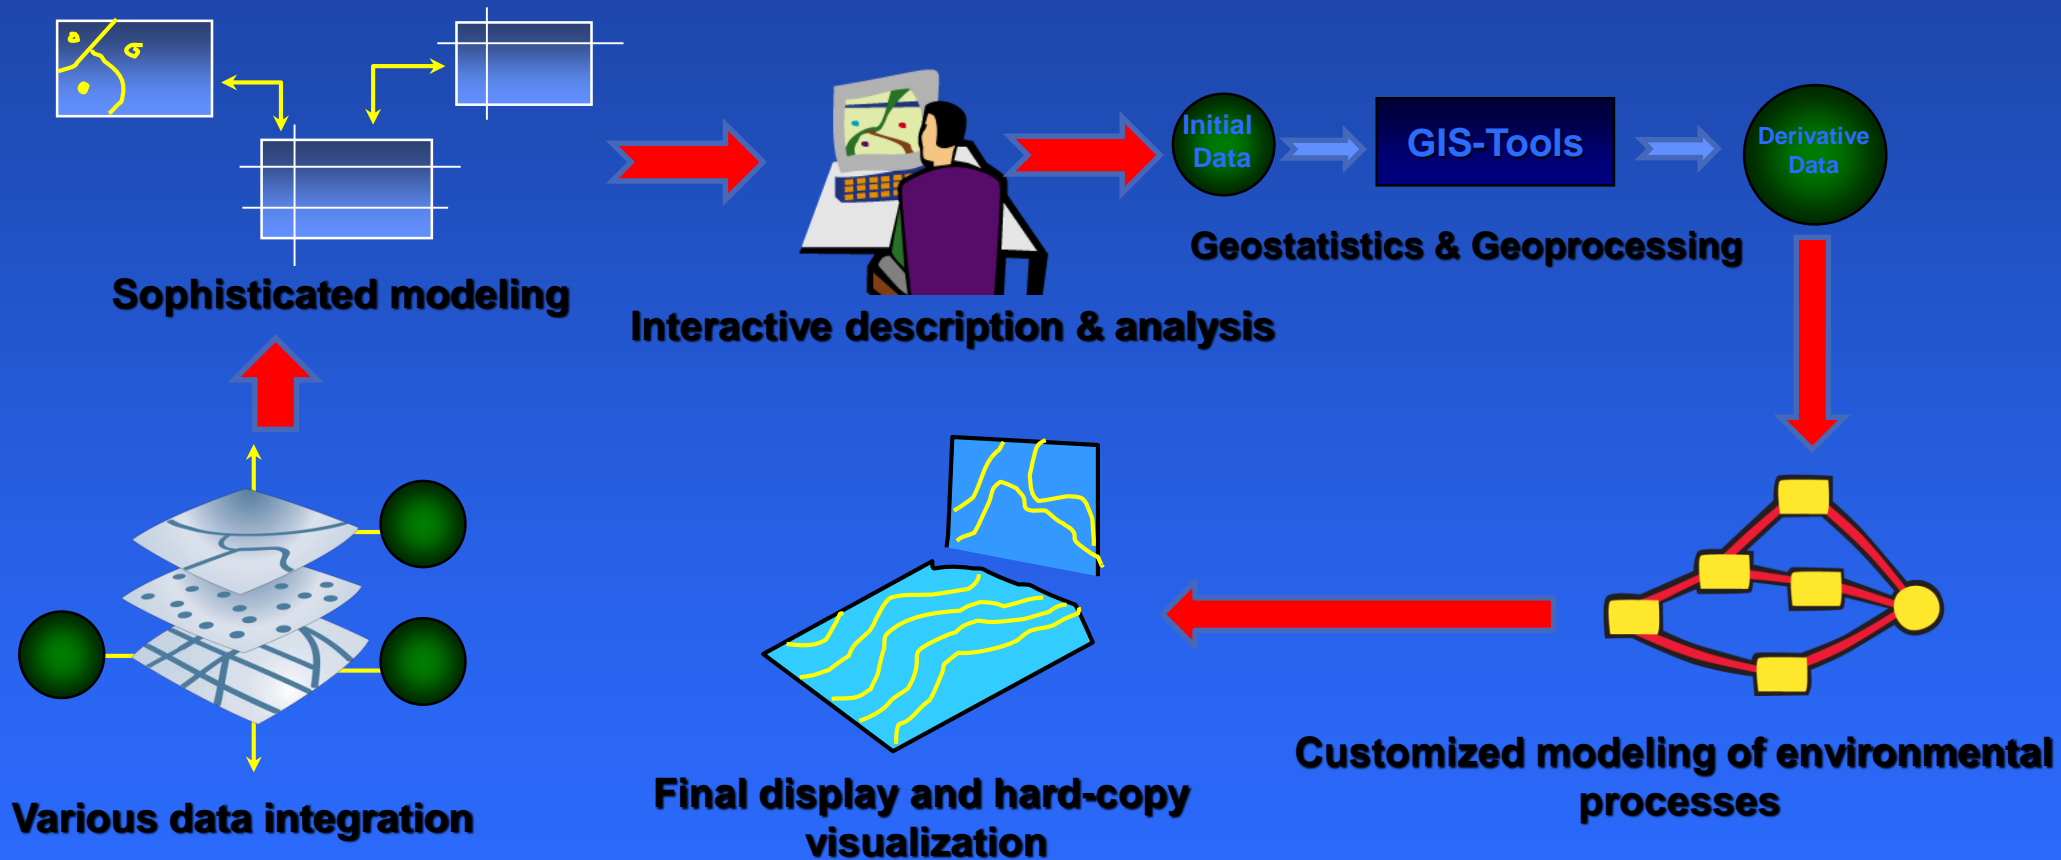 Initial
Data
GIS-Tools
Derivative
Data
Geostatistics & Geoprocessing
Sophisticated modeling
Interactive description & analysis
Customized modeling of environmental
processes
Final display and hard-copy
visualization
Various data integration